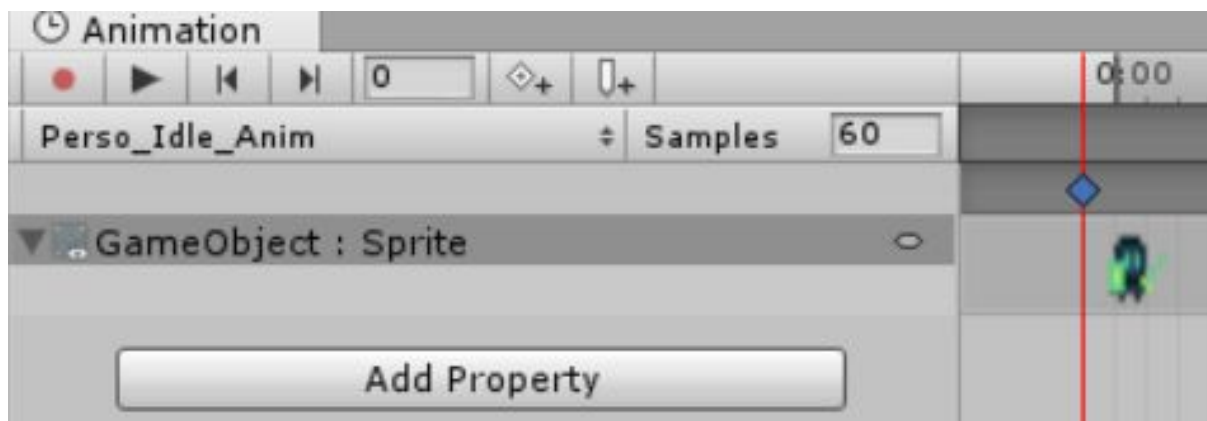 Animation
0
0:00
Perso_Idle_Anim
Samples
60
GameObject : Sprite
Add Property